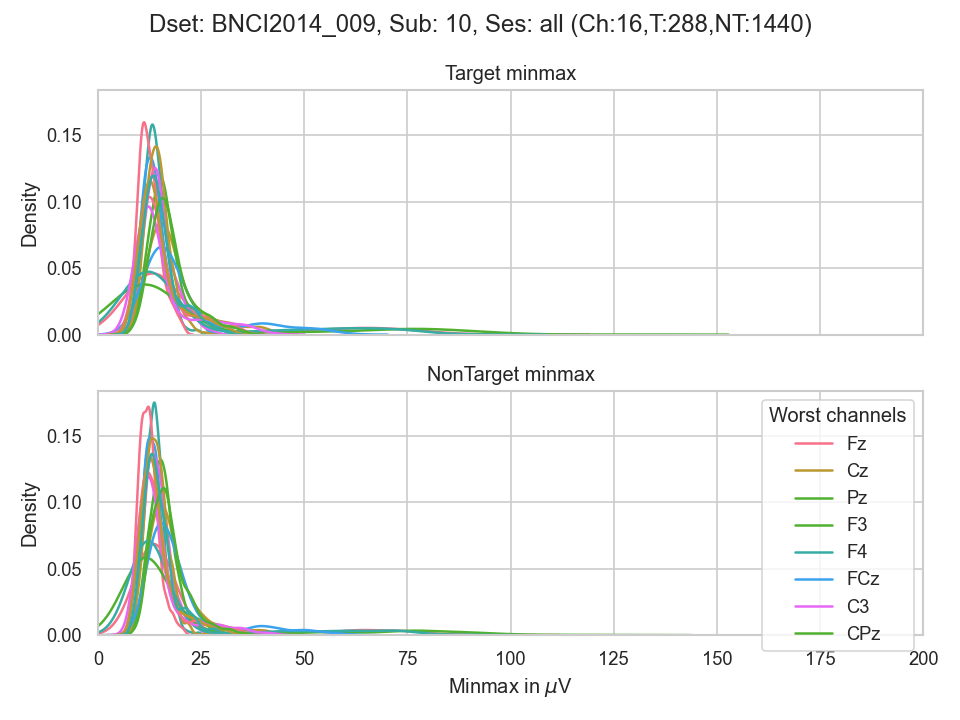 Dset: BNCI2014_009, Sub: 10, Ses: all (Ch:16,T:288,NT:1440)
Target minmax
0.15
0.10
0.05
0.00
Density
NonTarget minmax
0.15
0.10
0.05
0.00
Density
Worst channels
Fz
Cz
Pz
F3
F4
FCz
C3
CPz
0 25 50 75 100 125 150 175 200
Minmax in μV